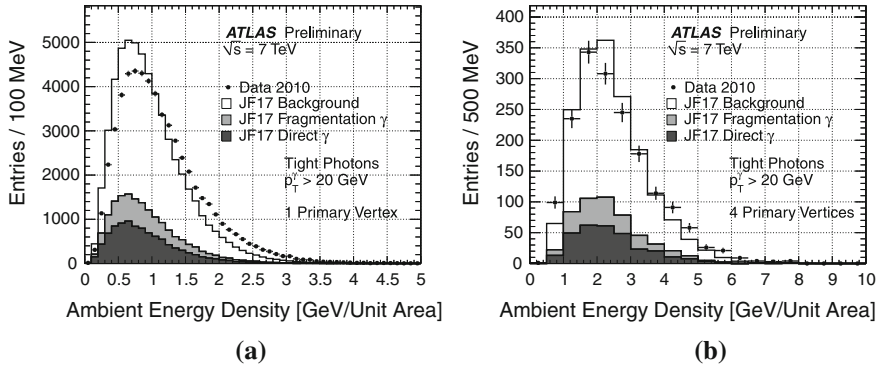 ATLAS Preliminary
√s = 7 TeV
Data 2010
JF17 Background
JF17 Fragmentation γ
JF17 Direct γ
Tight Photons
p_T^γ > 20 GeV
1 Primary Vertex
Entries / 100 MeV
5000
4000
3000
2000
1000
0
0 0.5 1 1.5 2 2.5 3 3.5 4 4.5 5
Ambient Energy Density [GeV/Unit Area]
(a)
ATLAS Preliminary
√s = 7 TeV
Data 2010
JF17 Background
JF17 Fragmentation γ
JF17 Direct γ
Tight Photons
p_T^γ > 20 GeV
4 Primary Vertices
Entries / 500 MeV
400
350
300
250
200
150
100
50
0
0 1 2 3 4 5 6 7 8 9 10
Ambient Energy Density [GeV/Unit Area]
(b)